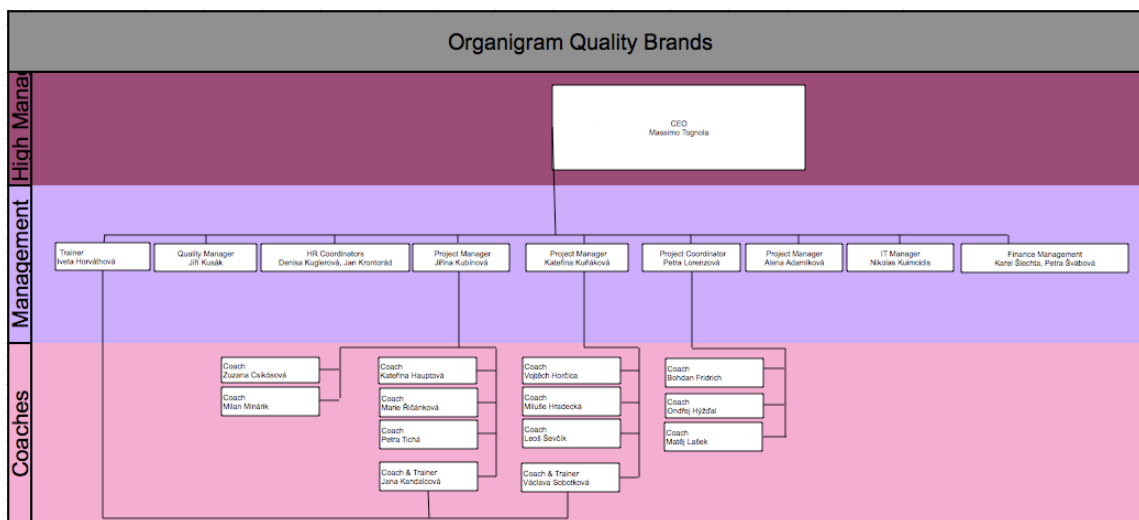 Organigram Quality Brands
High Manag
CEO
Massimo Tognola
Management
Trainer
Iveta Horváthová
Quality Manager
Jiří Kusák
HR Coordinators
Denisa Kuglerová, Jan Krontorád
Project Manager
Jiřina Kubínová
Project Manager
Kateřina Kuňáková
Project Coordinator
Petra Lorenzová
Project Manager
Alena Adamíková
IT Manager
Nikolas Kuimcidis
Finance Management
Karel Šlechta, Petra Švábová
Coaches
Coach
Zuzana Csikósová
Coach
Milan Minárik
Coach
Kateřina Hauptová
Coach
Marie Řičánková
Coach
Petra Tichá
Coach & Trainer
Jana Kandalcová
Coach
Vojtěch Horčica
Coach
Miluše Hradecká
Coach
Leoš Ševčík
Coach & Trainer
Václava Sobotková
Coach
Bohdan Fridrich
Coach
Ondřej Hýžďal
Coach
Matěj Lašek